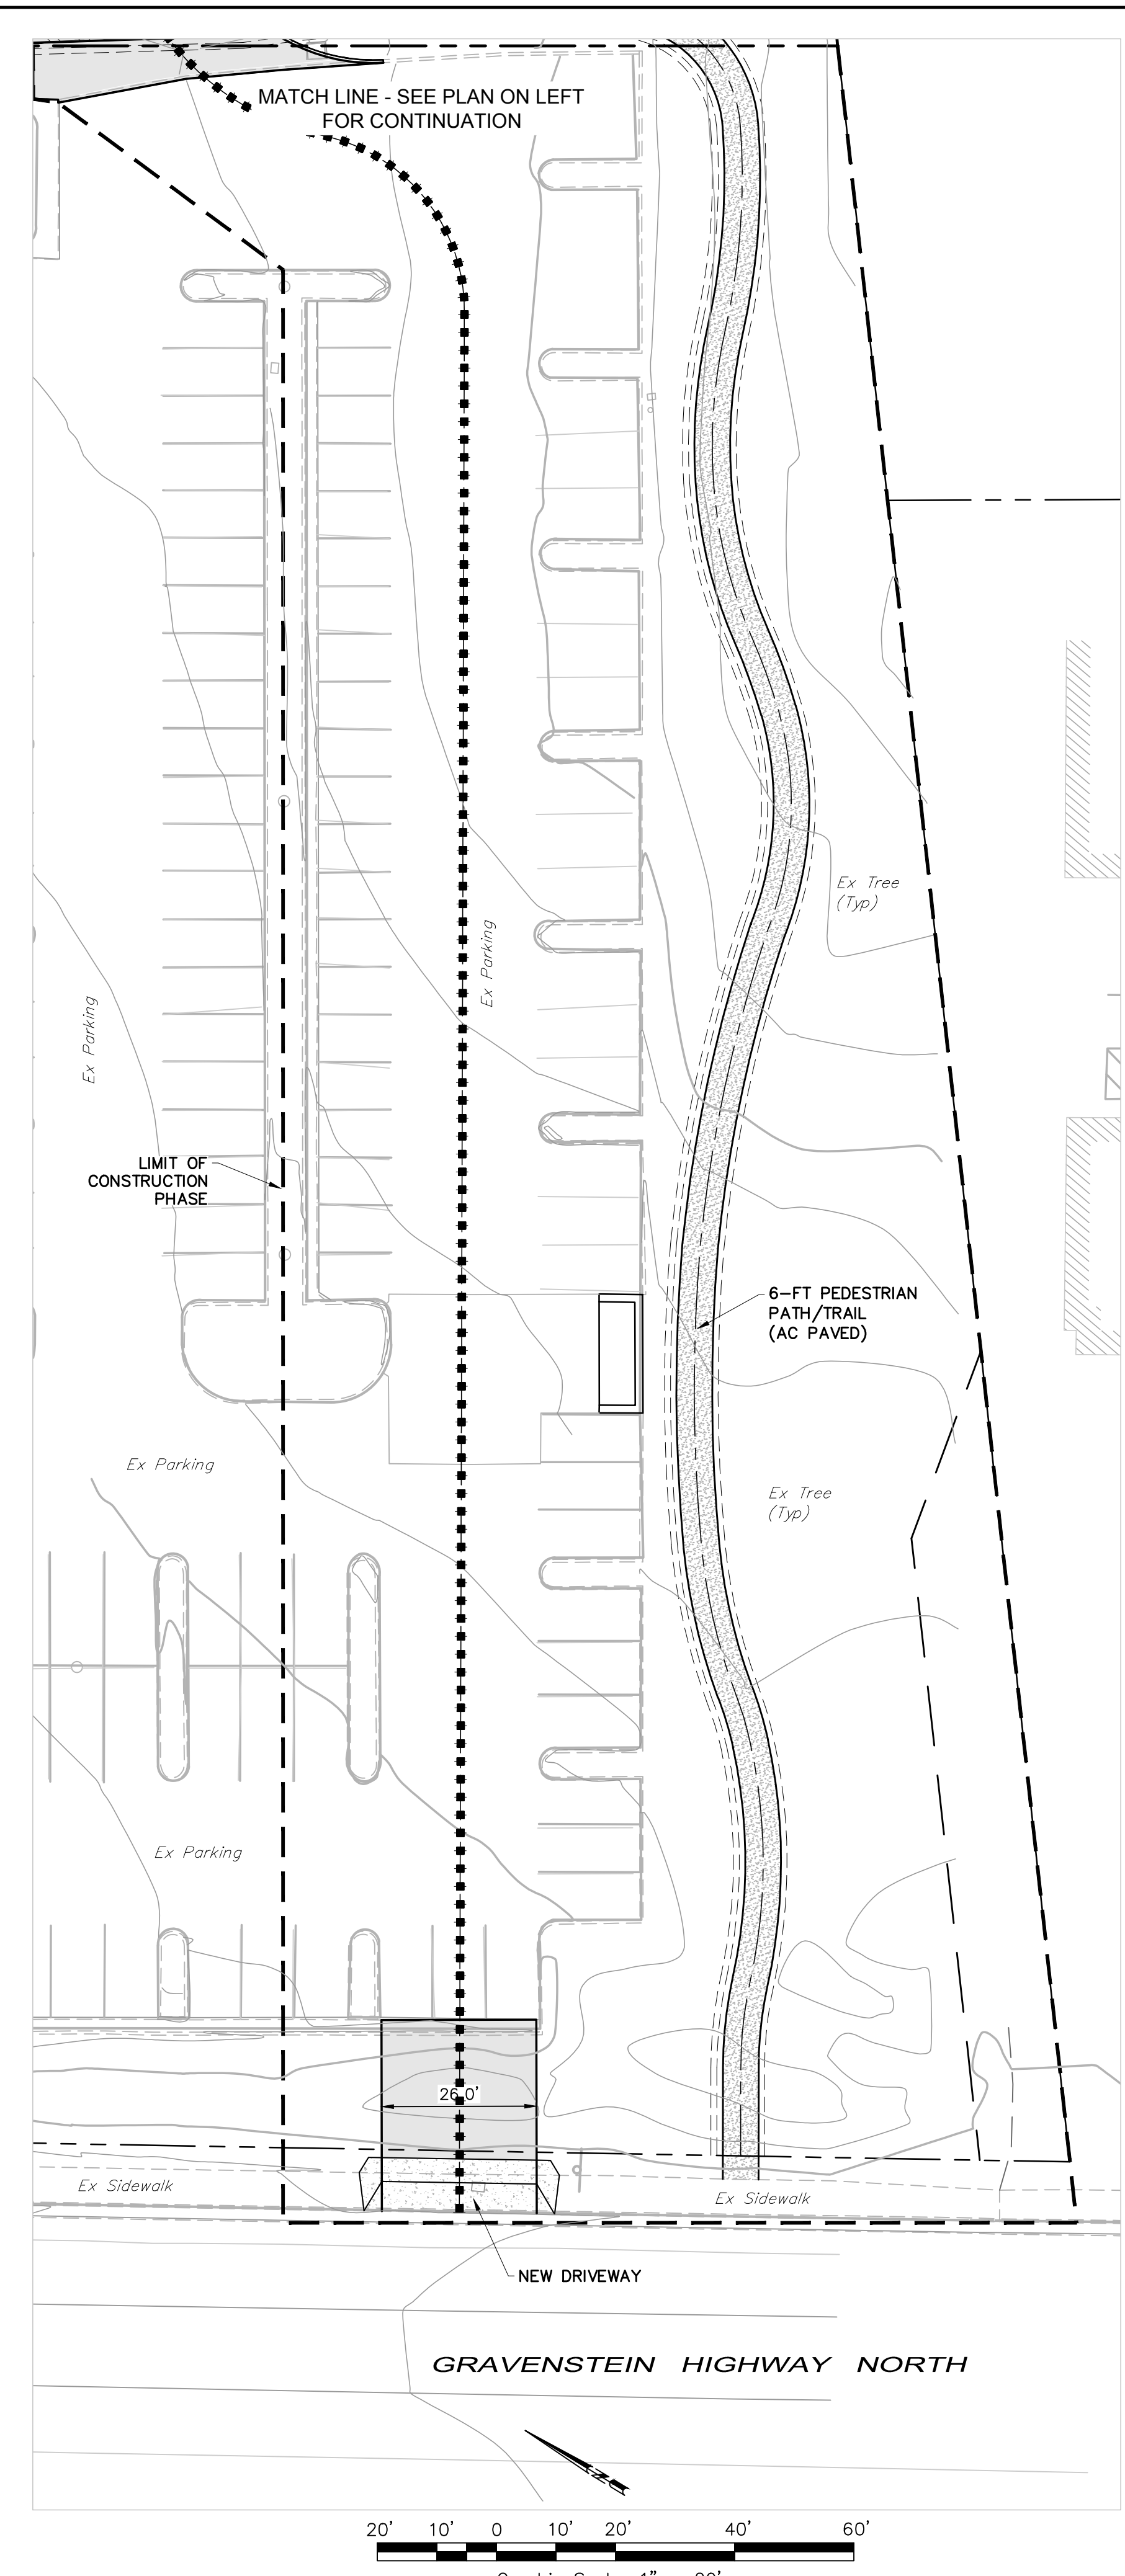 MATCH LINE - SEE PLAN ON LEFT
FOR CONTINUATION
Ex Tree
(Typ)
Ex Parking
Ex Parking
LIMIT OF
CONSTRUCTION
PHASE
6-FT PEDESTRIAN
PATH/TRAIL
(AC PAVED)
Ex Parking
Ex Tree
(Typ)
Ex Parking
26.0'
Ex Sidewalk
Ex Sidewalk
NEW DRIVEWAY
GRAVENSTEIN HIGHWAY NORTH
20' 10' 0 10' 20' 40' 60'